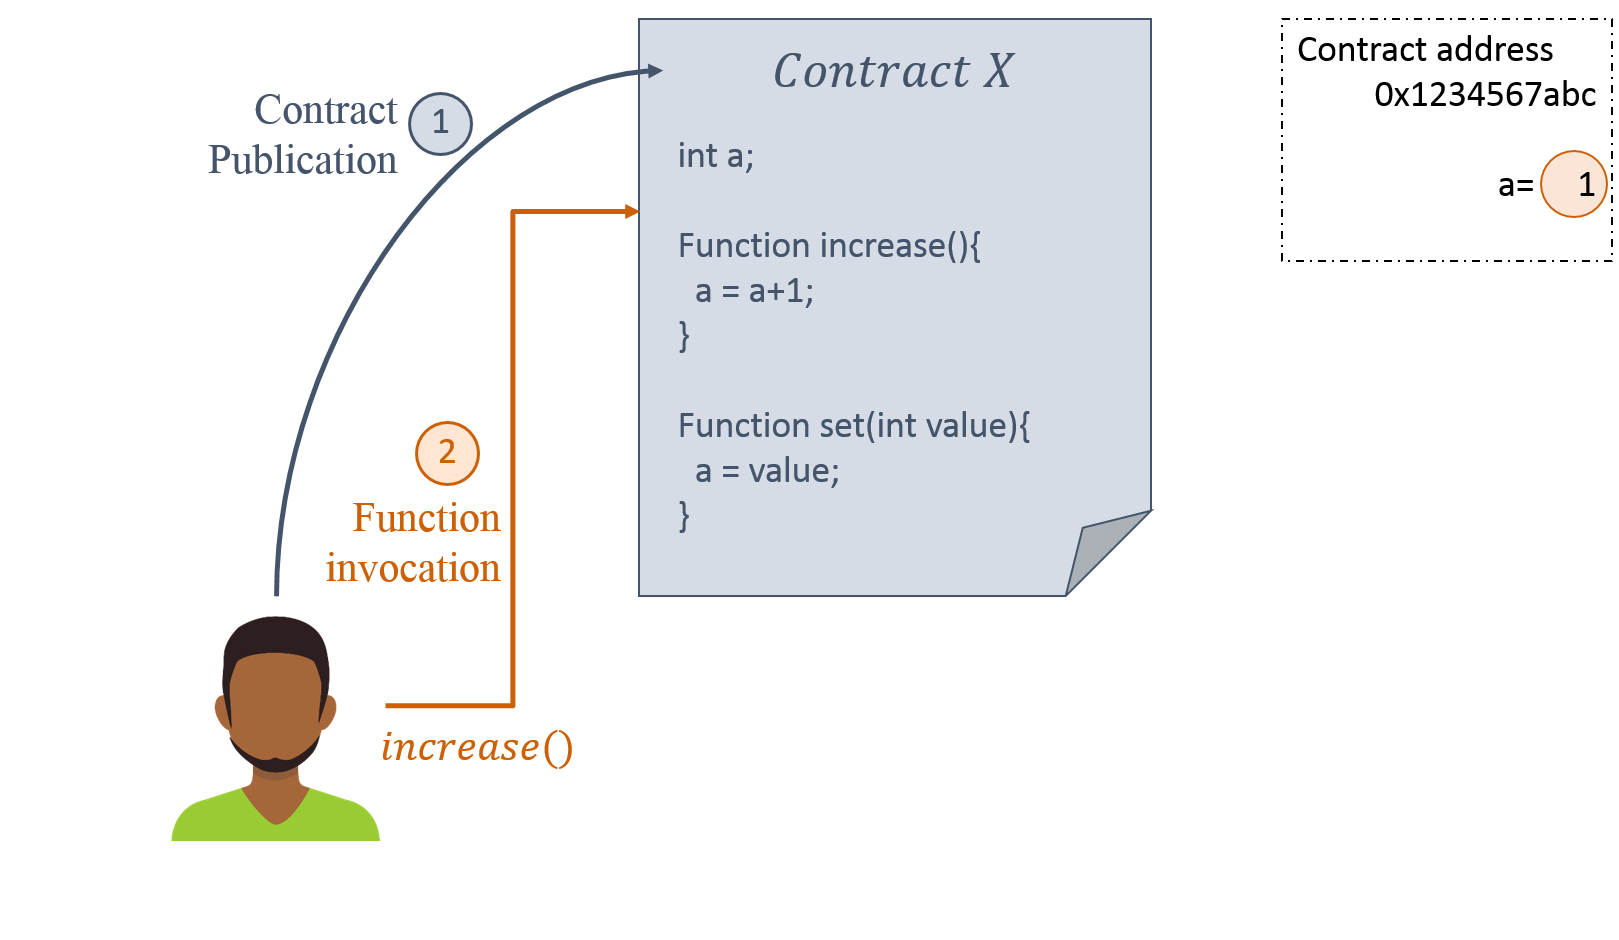 Contract X
int a;
Function increase(){
a = a+1;
}
Function set(int value){
a = value;
}
Contract
Publication
1
2
Function
invocation
increase()
Contract address
0x1234567abc
a= 1